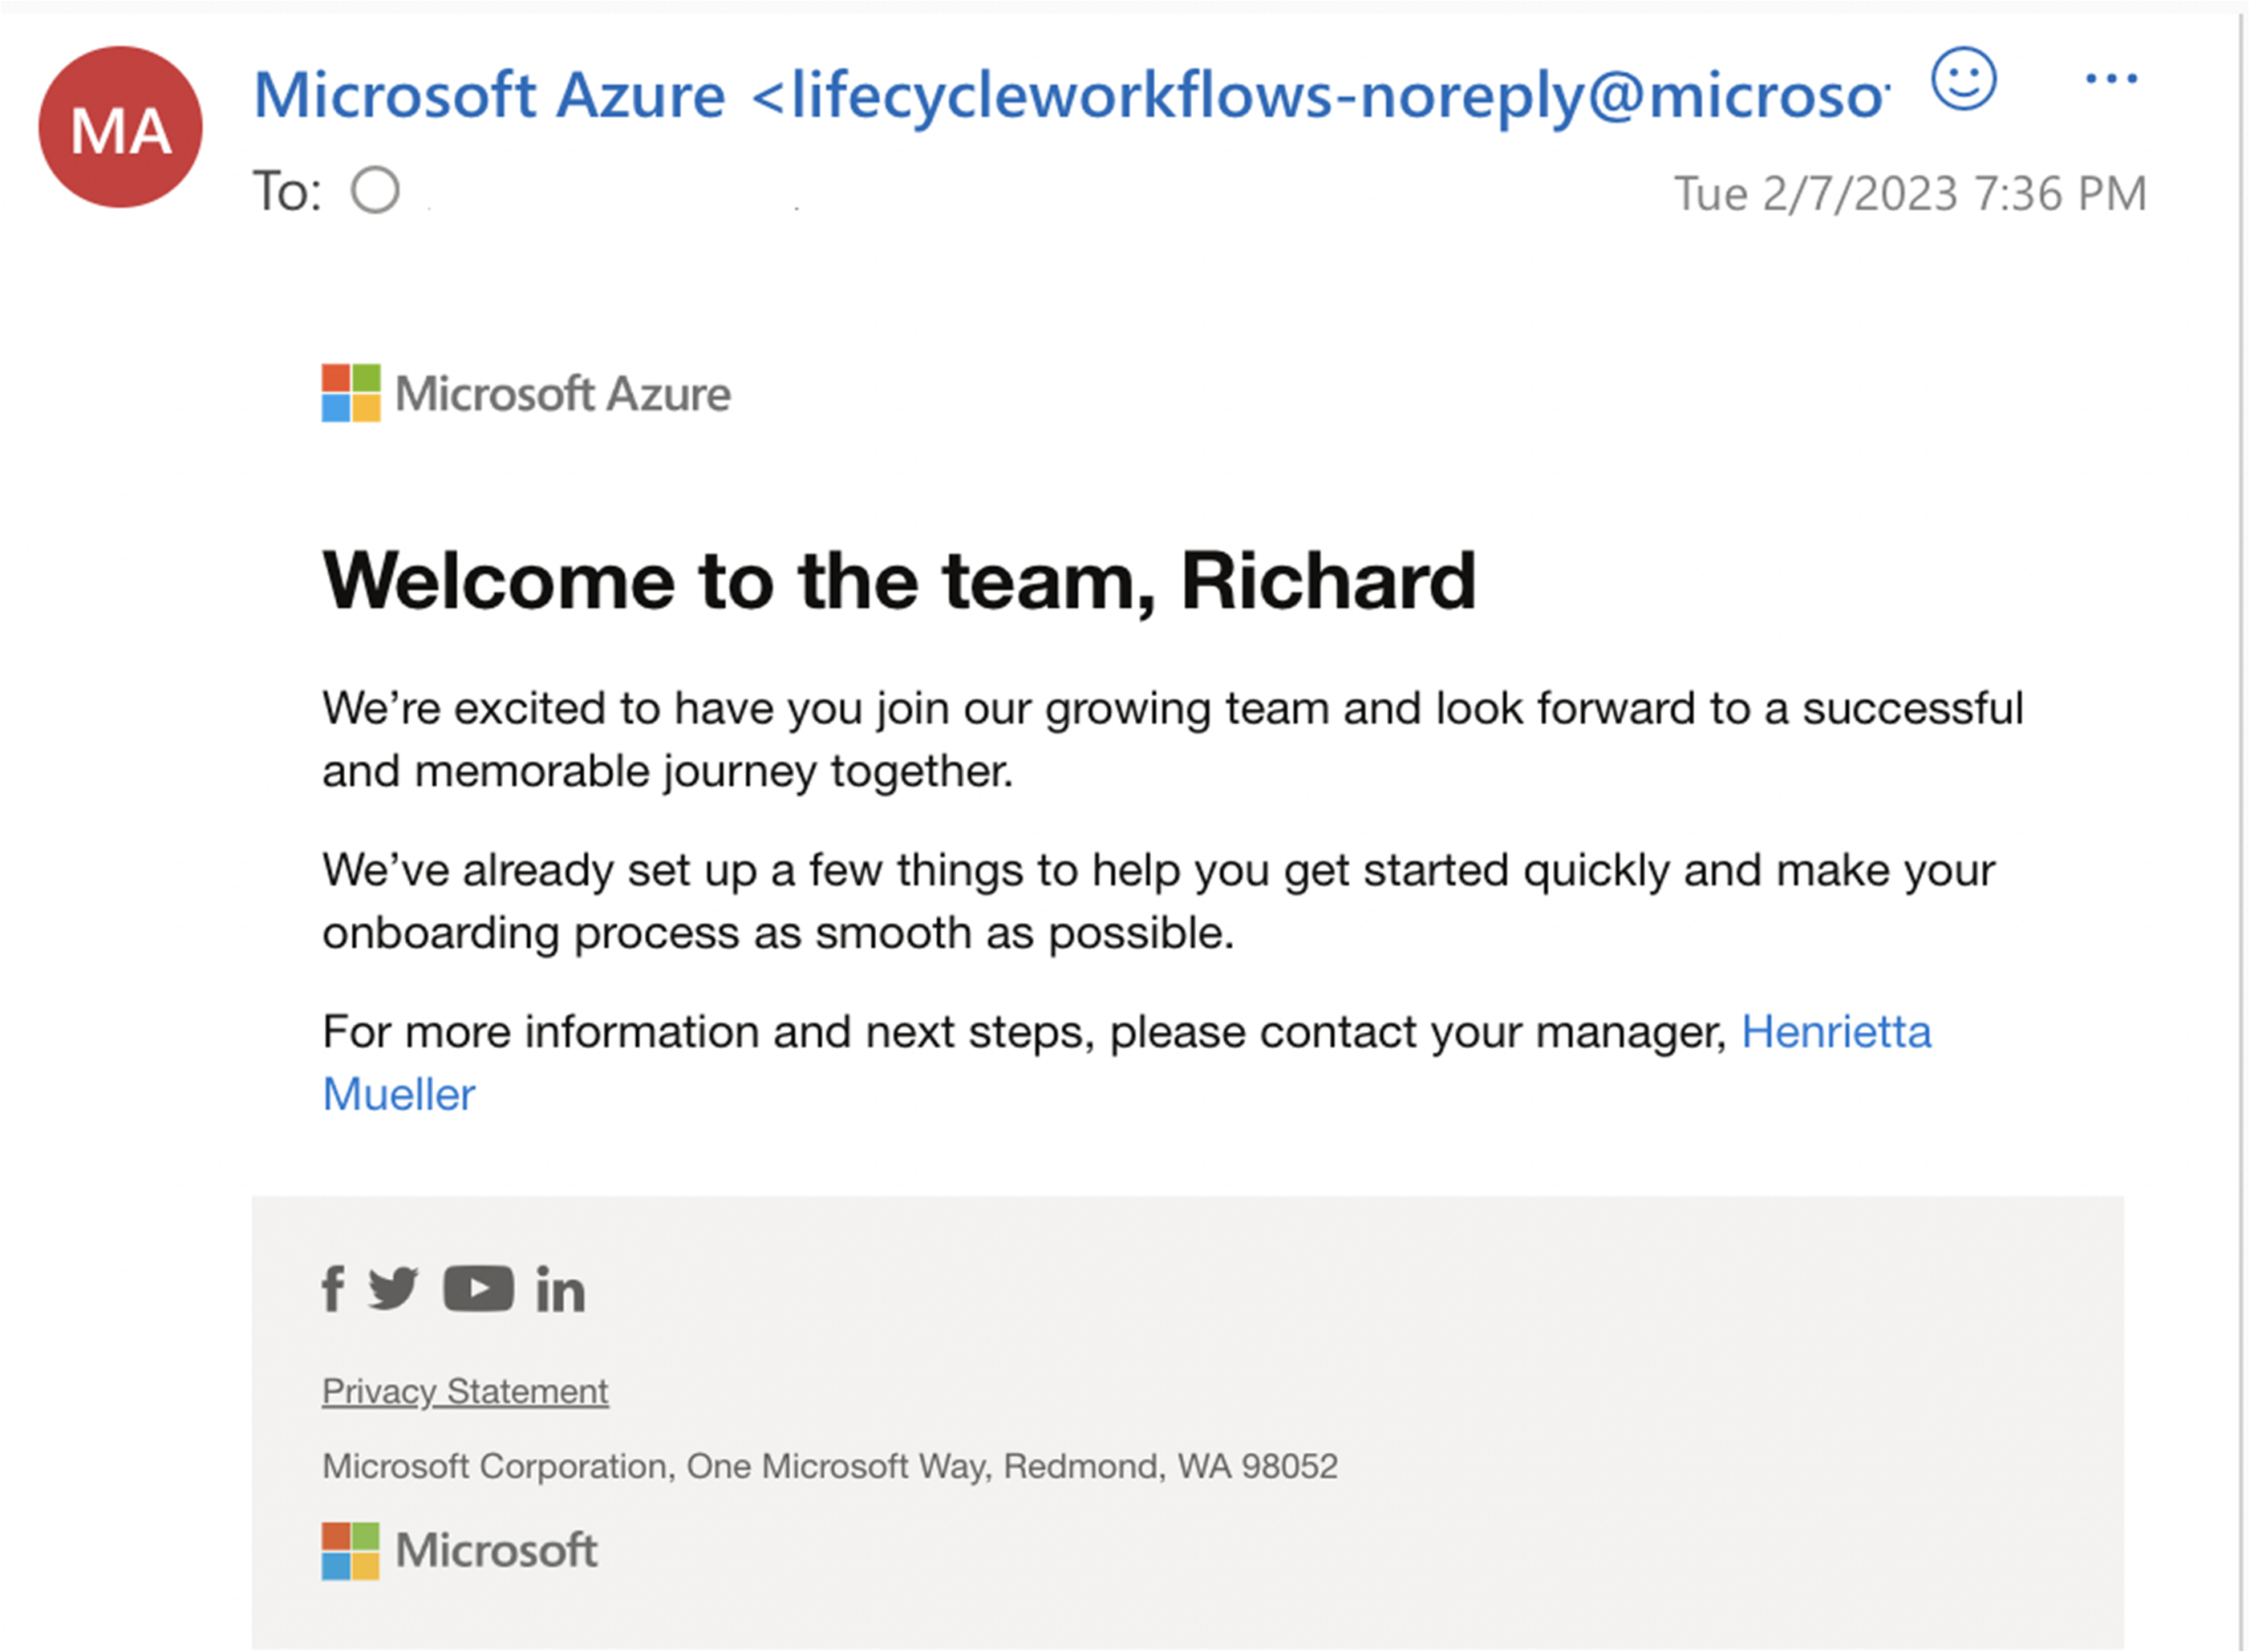 MA
Microsoft Azure <lifecycleworkflows-noreply@microso
To:
Tue 2/7/2023 7:36 PM
Microsoft Azure
Welcome to the team, Richard
We’re excited to have you join our growing team and look forward to a successful
and memorable journey together.
We’ve already set up a few things to help you get started quickly and make your
onboarding process as smooth as possible.
For more information and next steps, please contact your manager, Henrietta
Mueller
f in
Privacy Statement
Microsoft Corporation, One Microsoft Way, Redmond, WA 98052
Microsoft